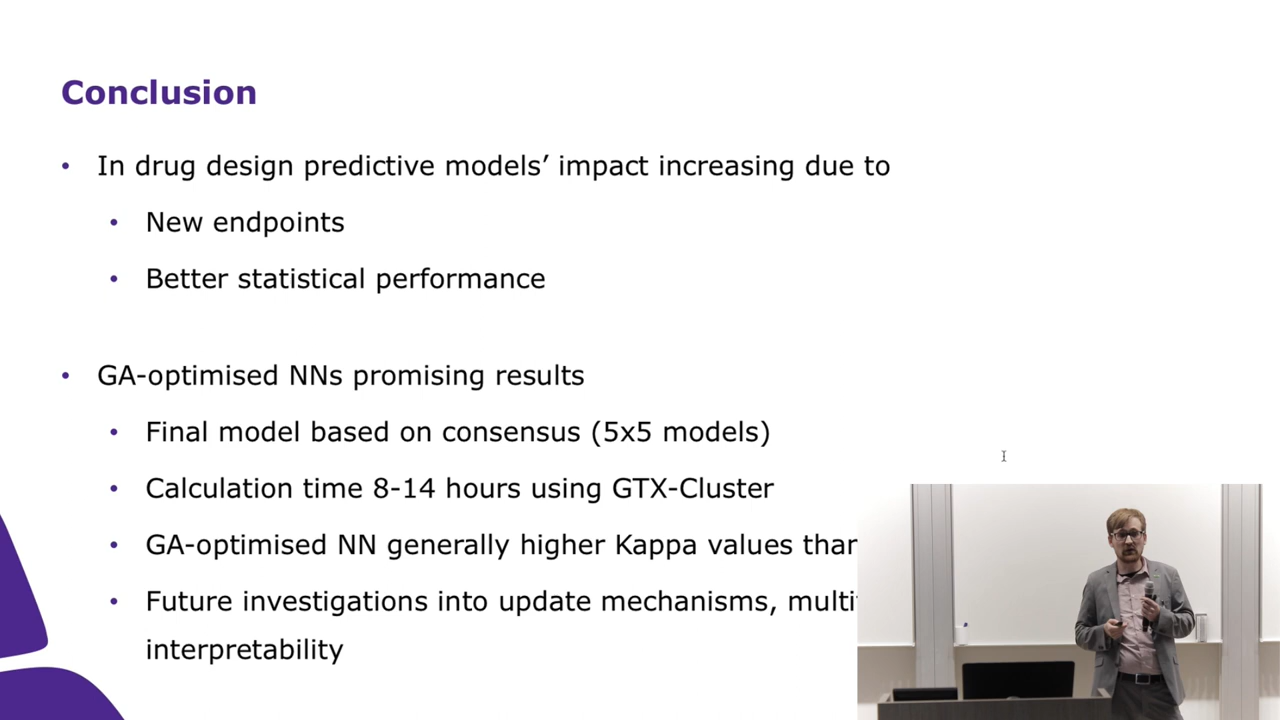 Conclusion
• In drug design predictive models’ impact increasing due to
• New endpoints
• Better statistical performance
• GA-optimised NNs promising results
• Final model based on consensus (5x5 models)
• Calculation time 8-14 hours using GTX-Cluster
• GA-optimised NN generally higher Kappa values than
• Future investigations into update mechanisms,
interpretability